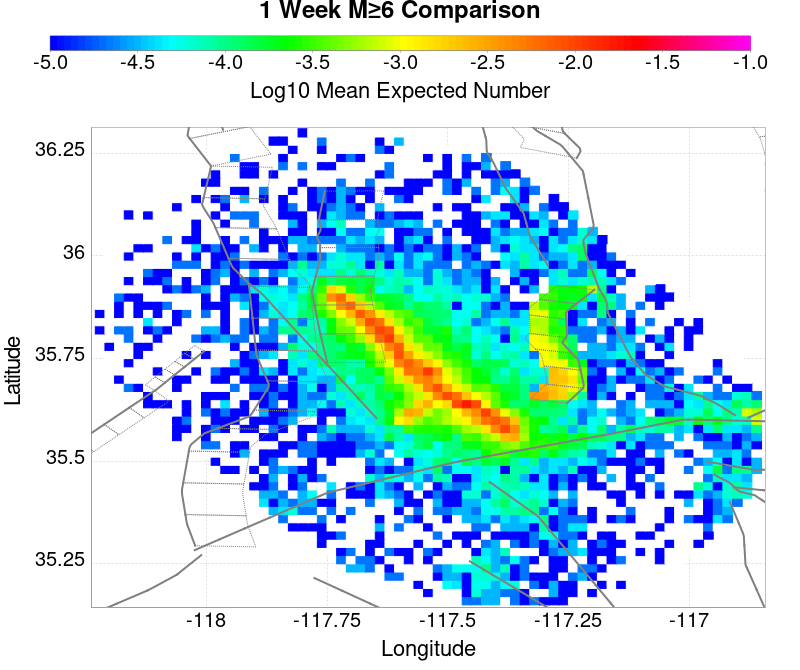 1 Week M≥6 Comparison
-5.0 -4.5 -4.0 -3.5 -3.0 -2.5 -2.0 -1.5 -1.0
Log10 Mean Expected Number
36.25
36
35.75
35.5
35.25
Latitude
-118 -117.75 -117.5 -117.25 -117
Longitude